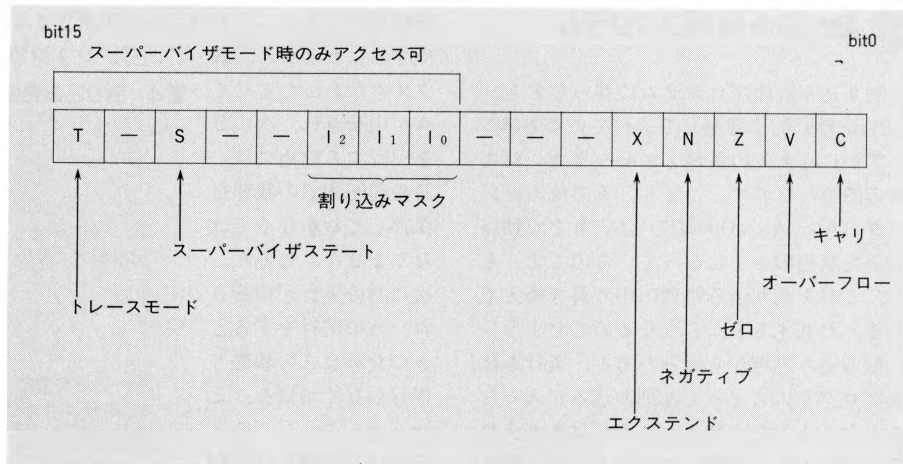 bit15
bit0
スーパーバイザモード時のみアクセス可
T — S — — I2 I1 I0 — — — X N Z V C
割り込みマスク
スーパーバイザステート
キャリ
オーバーフロー
トレースモード
ゼロ
ネガティブ
エクステンド